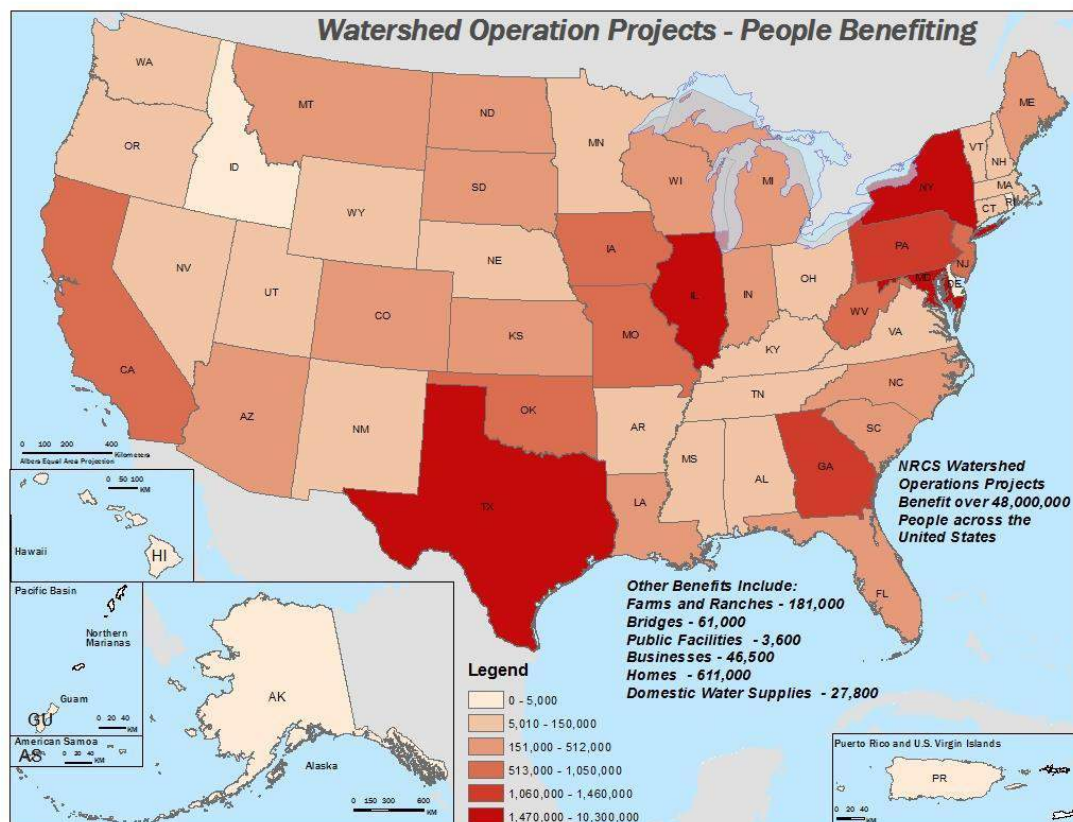 Watershed Operation Projects - People Benefiting
WA
MT
ND
MN
ME
OR
ID
SD
WI
MI
VT
NH
NY
MA
CT
RI
WY
IA
PA
NJ
NV
UT
NE
IL
IN
OH
MD
DE
WV
VA
CO
KS
MO
KY
CA
AZ
NM
OK
AR
TN
NC
SC
MS
AL
GA
TX
LA
FL
0 100 200 400
Kilometers
Albers Equal Area Projection
NRCS Watershed
Operations Projects
Benefit over 48,000,000
People across the
United States
0 50 100
KM
Hawaii
HI
Other Benefits Include:
Farms and Ranches - 181,000
Bridges - 61,000
Public Facilities - 3,600
Businesses - 46,500
Homes - 611,000
Domestic Water Supplies - 27,800
Pacific Basin
Northern
Marianas
Guam
GU
0 20 40
KM
American Samoa
AS
0 20 40
KM
AK
Alaska
0 150 300 600
KM
Legend
0 - 5,000
5,010 - 150,000
151,000 - 512,000
513,000 - 1,050,000
1,060,000 - 1,460,000
1,470,000 - 10,300,000
Puerto Rico and U.S. Virgin Islands
PR
0 20 40
KM